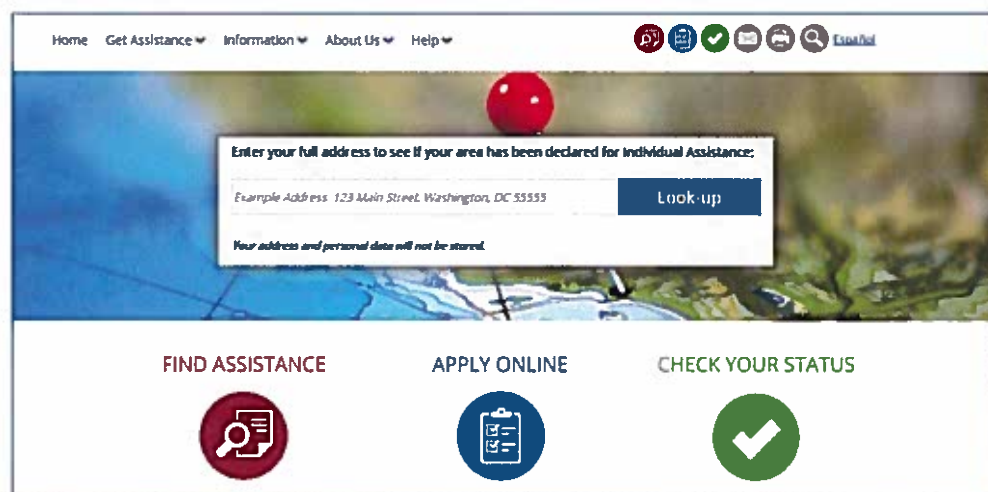 Home Get Assistance Information About Us Help Español
Enter your full address to see if your area has been declared for Individual Assistance:
Example Address: 123 Main Street, Washington, DC 55555
Look-up
Your address and personal data will not be stored.
FIND ASSISTANCE APPLY ONLINE CHECK YOUR STATUS